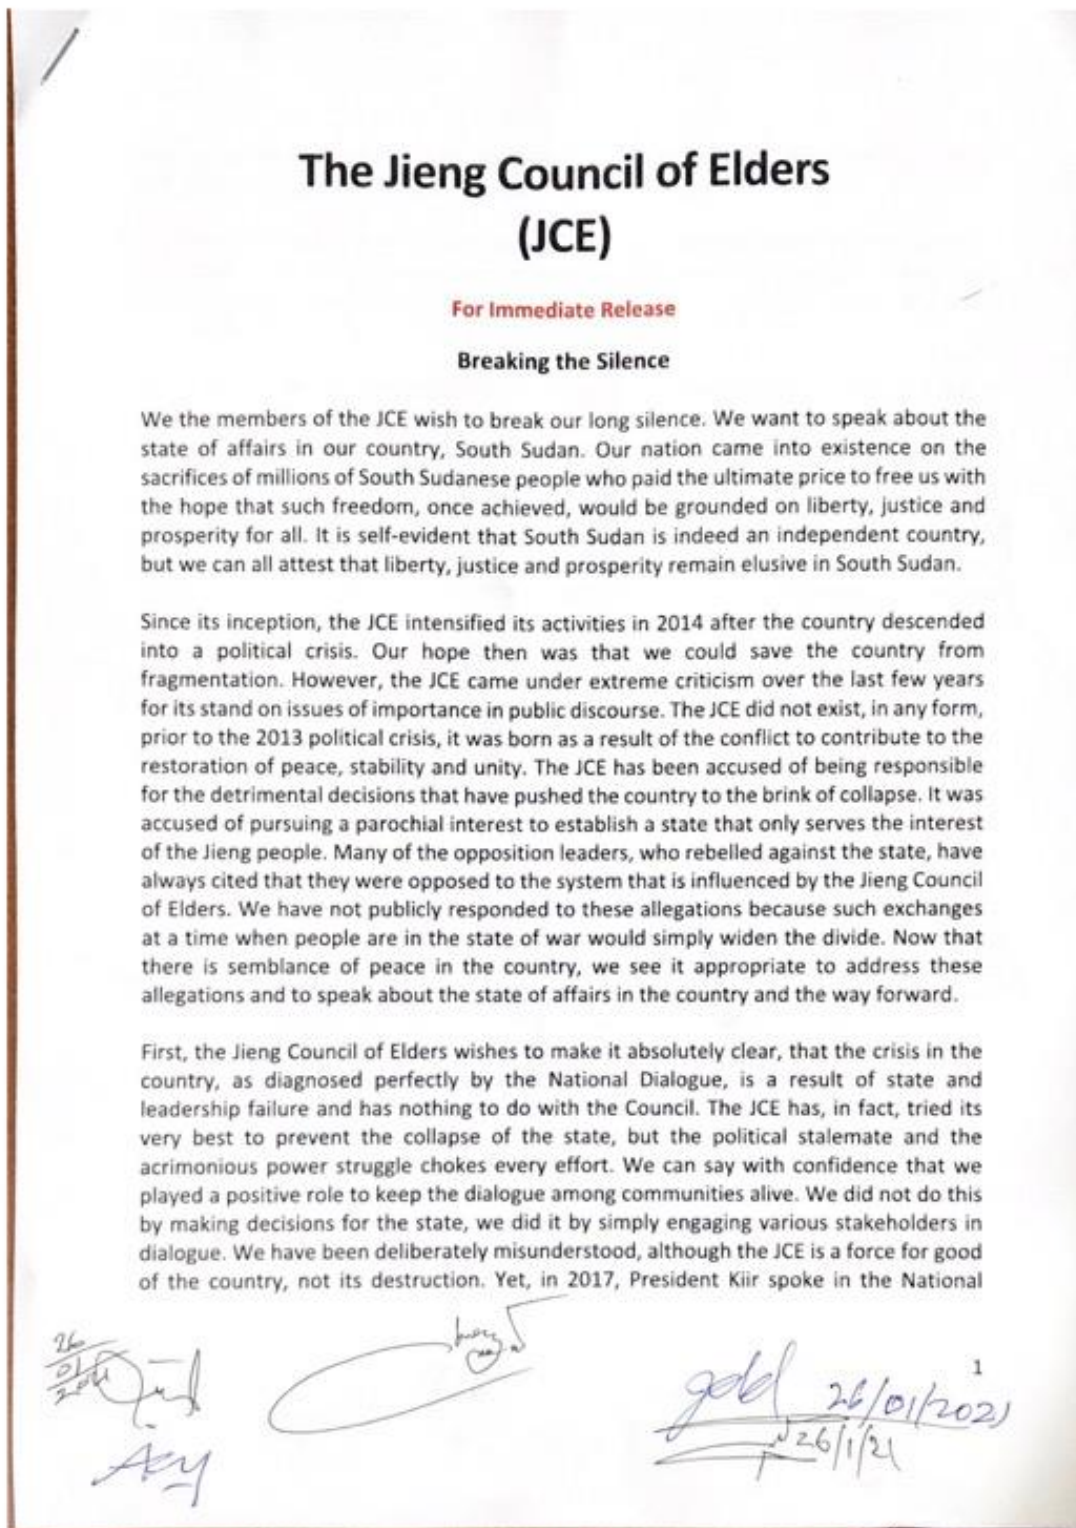 The Jieng Council of Elders
(JCE)
For Immediate Release
Breaking the Silence
We the members of the JCE wish to break our long silence. We want to speak about the
state of affairs in our country, South Sudan. Our nation came into existence on the
sacrifices of millions of South Sudanese people who paid the ultimate price to free us with
the hope that such freedom, once achieved, would be grounded on liberty, justice and
prosperity for all. It is self-evident that South Sudan is indeed an independent country,
but we can all attest that liberty, justice and prosperity remain elusive in South Sudan.
Since its inception, the JCE intensified its activities in 2014 after the country descended
into a political crisis. Our hope then was that we could save the country from
fragmentation. However, the JCE came under extreme criticism over the last few years
for its stand on issues of importance in public discourse. The JCE did not exist, in any form,
prior to the 2013 political crisis, it was born as a result of the conflict to contribute to the
restoration of peace, stability and unity. The JCE has been accused of being responsible
for the detrimental decisions that have pushed the country to the brink of collapse. It was
accused of pursuing a parochial interest to establish a state that only serves the interest
of the Jieng people. Many of the opposition leaders, who rebelled against the state, have
always cited that they were opposed to the system that is influenced by the Jieng Council
of Elders. We have not publicly responded to these allegations because such exchanges
at a time when people are in the state of war would simply widen the divide. Now that
there is semblance of peace in the country, we see it appropriate to address these
allegations and to speak about the state of affairs in the country and the way forward.
First, the Jieng Council of Elders wishes to make it absolutely clear, that the crisis in the
country, as diagnosed perfectly by the National Dialogue, is a result of state and
leadership failure and has nothing to do with the Council. The JCE has, in fact, tried its
very best to prevent the collapse of the state, but the political stalemate and the
acrimonious power struggle chokes every effort. We can say with confidence that we
played a positive role to keep the dialogue among communities alive. We did not do this
by making decisions for the state, we did it by simply engaging various stakeholders in
dialogue. We have been deliberately misunderstood, although the JCE is a force for good
of the country, not its destruction. Yet, in 2017, President Kiir spoke in the National
1
26/01/2021
26/1/21